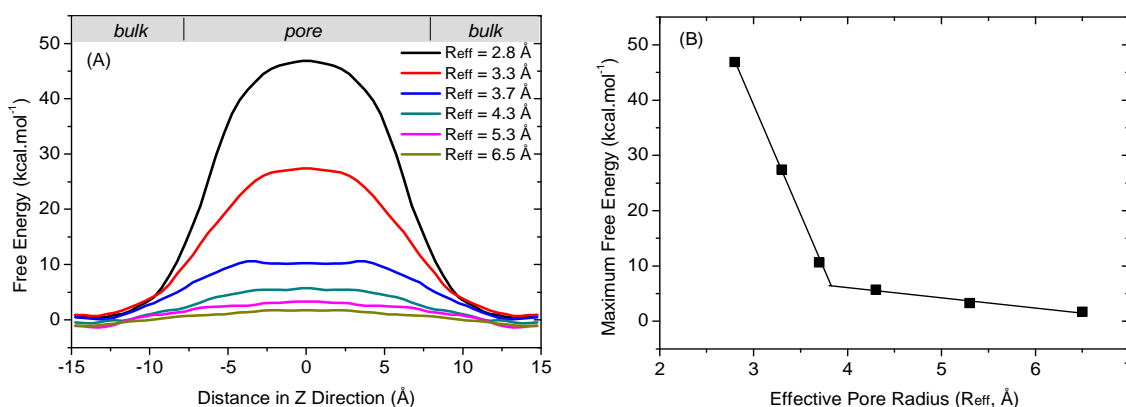 bulk | pore | bulk
(A)
Reff = 2.8 Å
Reff = 3.3 Å
Reff = 3.7 Å
Reff = 4.3 Å
Reff = 5.3 Å
Reff = 6.5 Å
50
40
30
20
10
0
Free Energy (kcal.mol⁻¹)
-15 -10 -5 0 5 10 15
Distance in Z Direction (Å)
(B)
50
40
30
20
10
0
Maximum Free Energy (kcal.mol⁻¹)
2 3 4 5 6 7
Effective Pore Radius (Reff, Å)